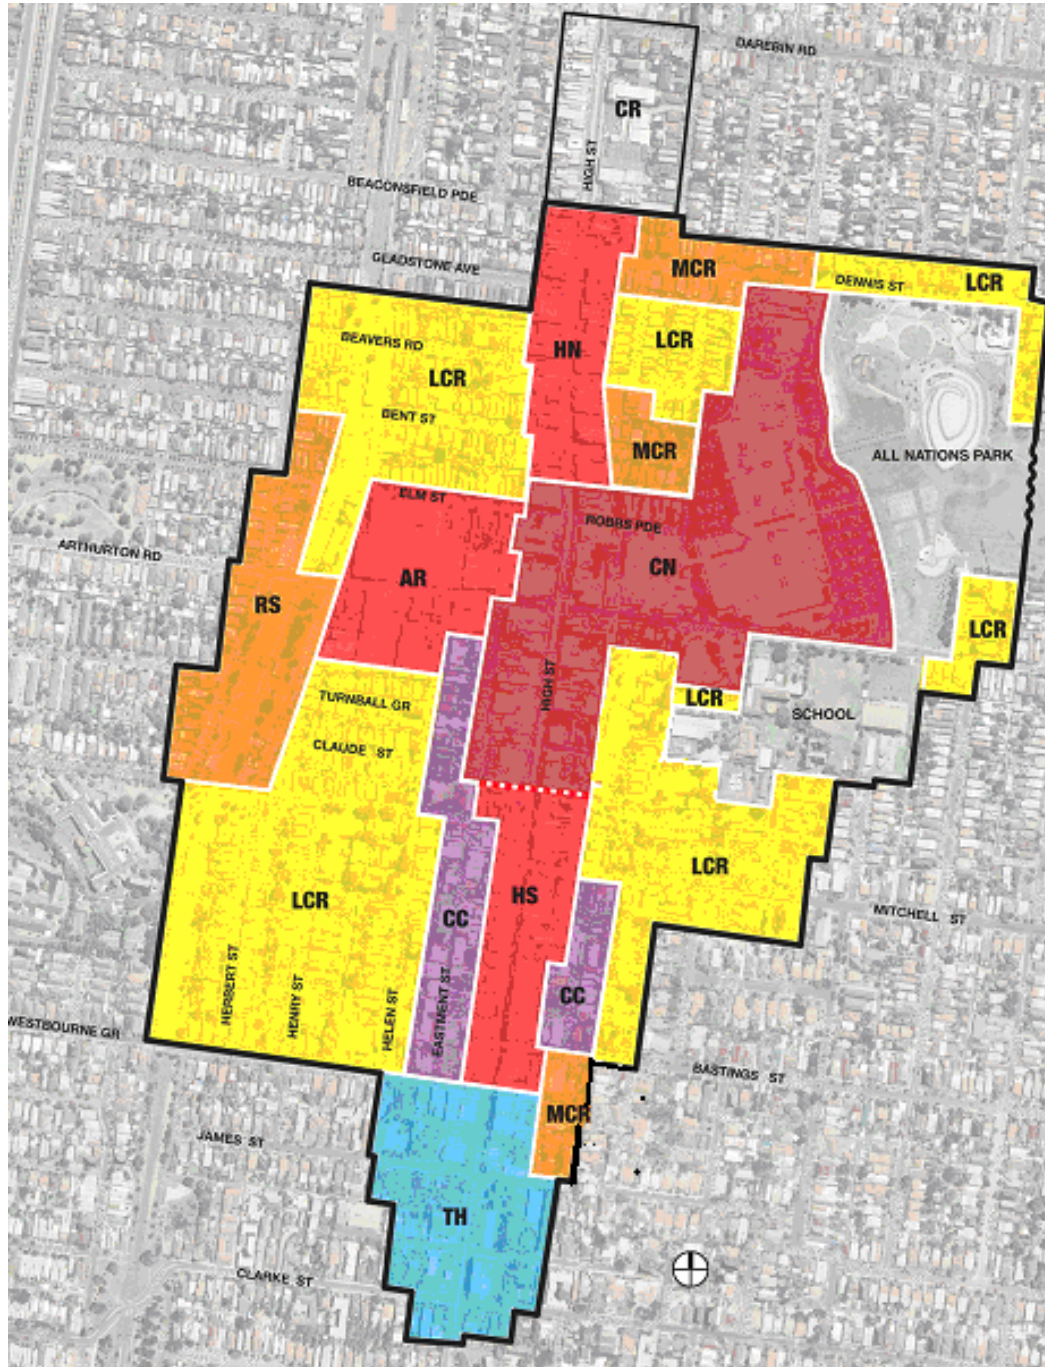 DAREBIN RD
CR
HIGH ST
BEACONSFIELD PDE
GLADSTONE AVE
MCR
DENNIS ST
LCR
BEAVERS RD
HN
LCR
LCR
BENT ST
MCR
ALL NATIONS PARK
ELM ST
ROBBS PDE
ARTHURTON RD
CN
AR
RS
LCR
HIGH ST
TURNBALL GR
LCR
SCHOOL
CLAUDE ST
LCR
HS
LCR
CC
MITCHELL ST
HERBERT ST
HENRY ST
HELEN ST
EASTMENT ST
CC
WESTBOURNE GR
BASTINGS ST
MCR
JAMES ST
TH
CLARKE ST